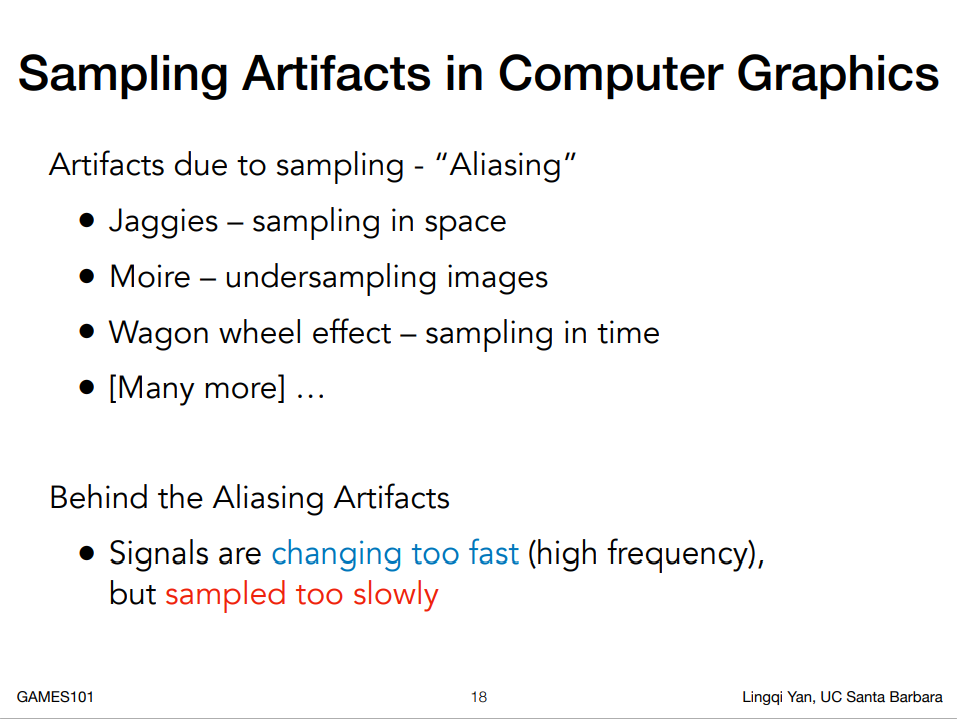 Sampling Artifacts in Computer Graphics
Artifacts due to sampling - “Aliasing”
• Jaggies – sampling in space
• Moire – undersampling images
• Wagon wheel effect – sampling in time
• [Many more] …
Behind the Aliasing Artifacts
• Signals are changing too fast (high frequency),
but sampled too slowly
GAMES101
18
Lingqi Yan, UC Santa Barbara